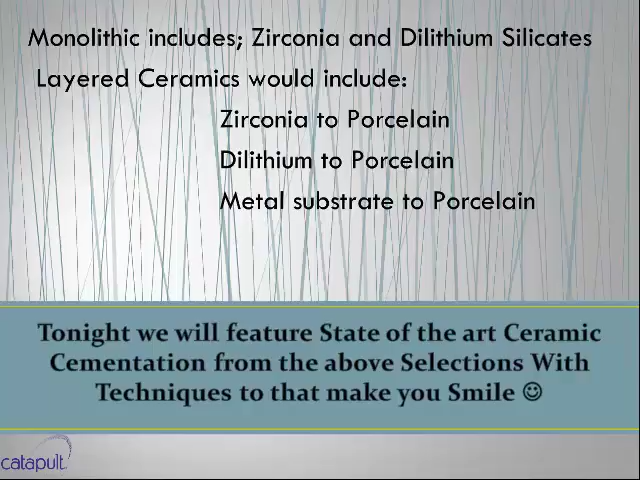 Monolithic includes; Zirconia and Dilithium Silicates
Layered Ceramics would include:
Zirconia to Porcelain
Dilithium to Porcelain
Metal substrate to Porcelain
Tonight we will feature State of the art Ceramic
Cementation from the above Selections With
Techniques to that make you Smile ☺
catapult